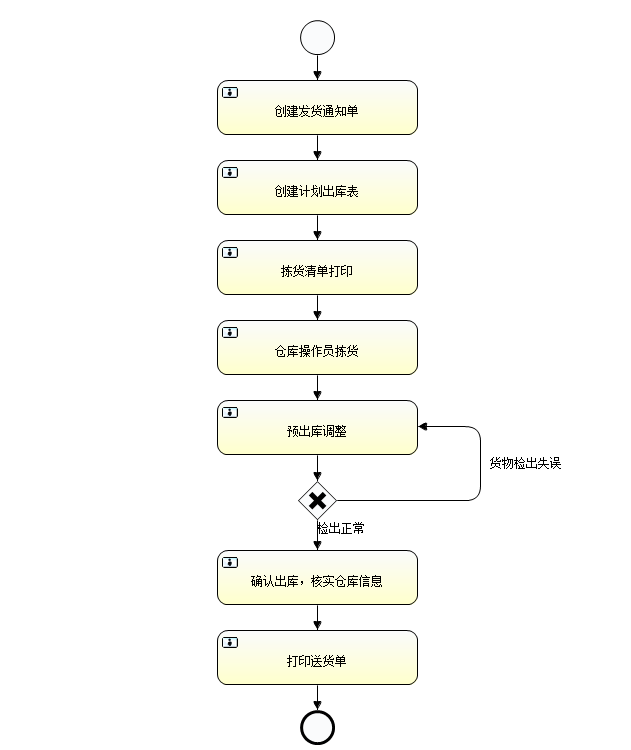 创建发货通知单
创建计划出库表
拣货清单打印
仓库操作员拣货
预出库调整
货物检出失误
检出正常
确认出库，核实仓库信息
打印送货单